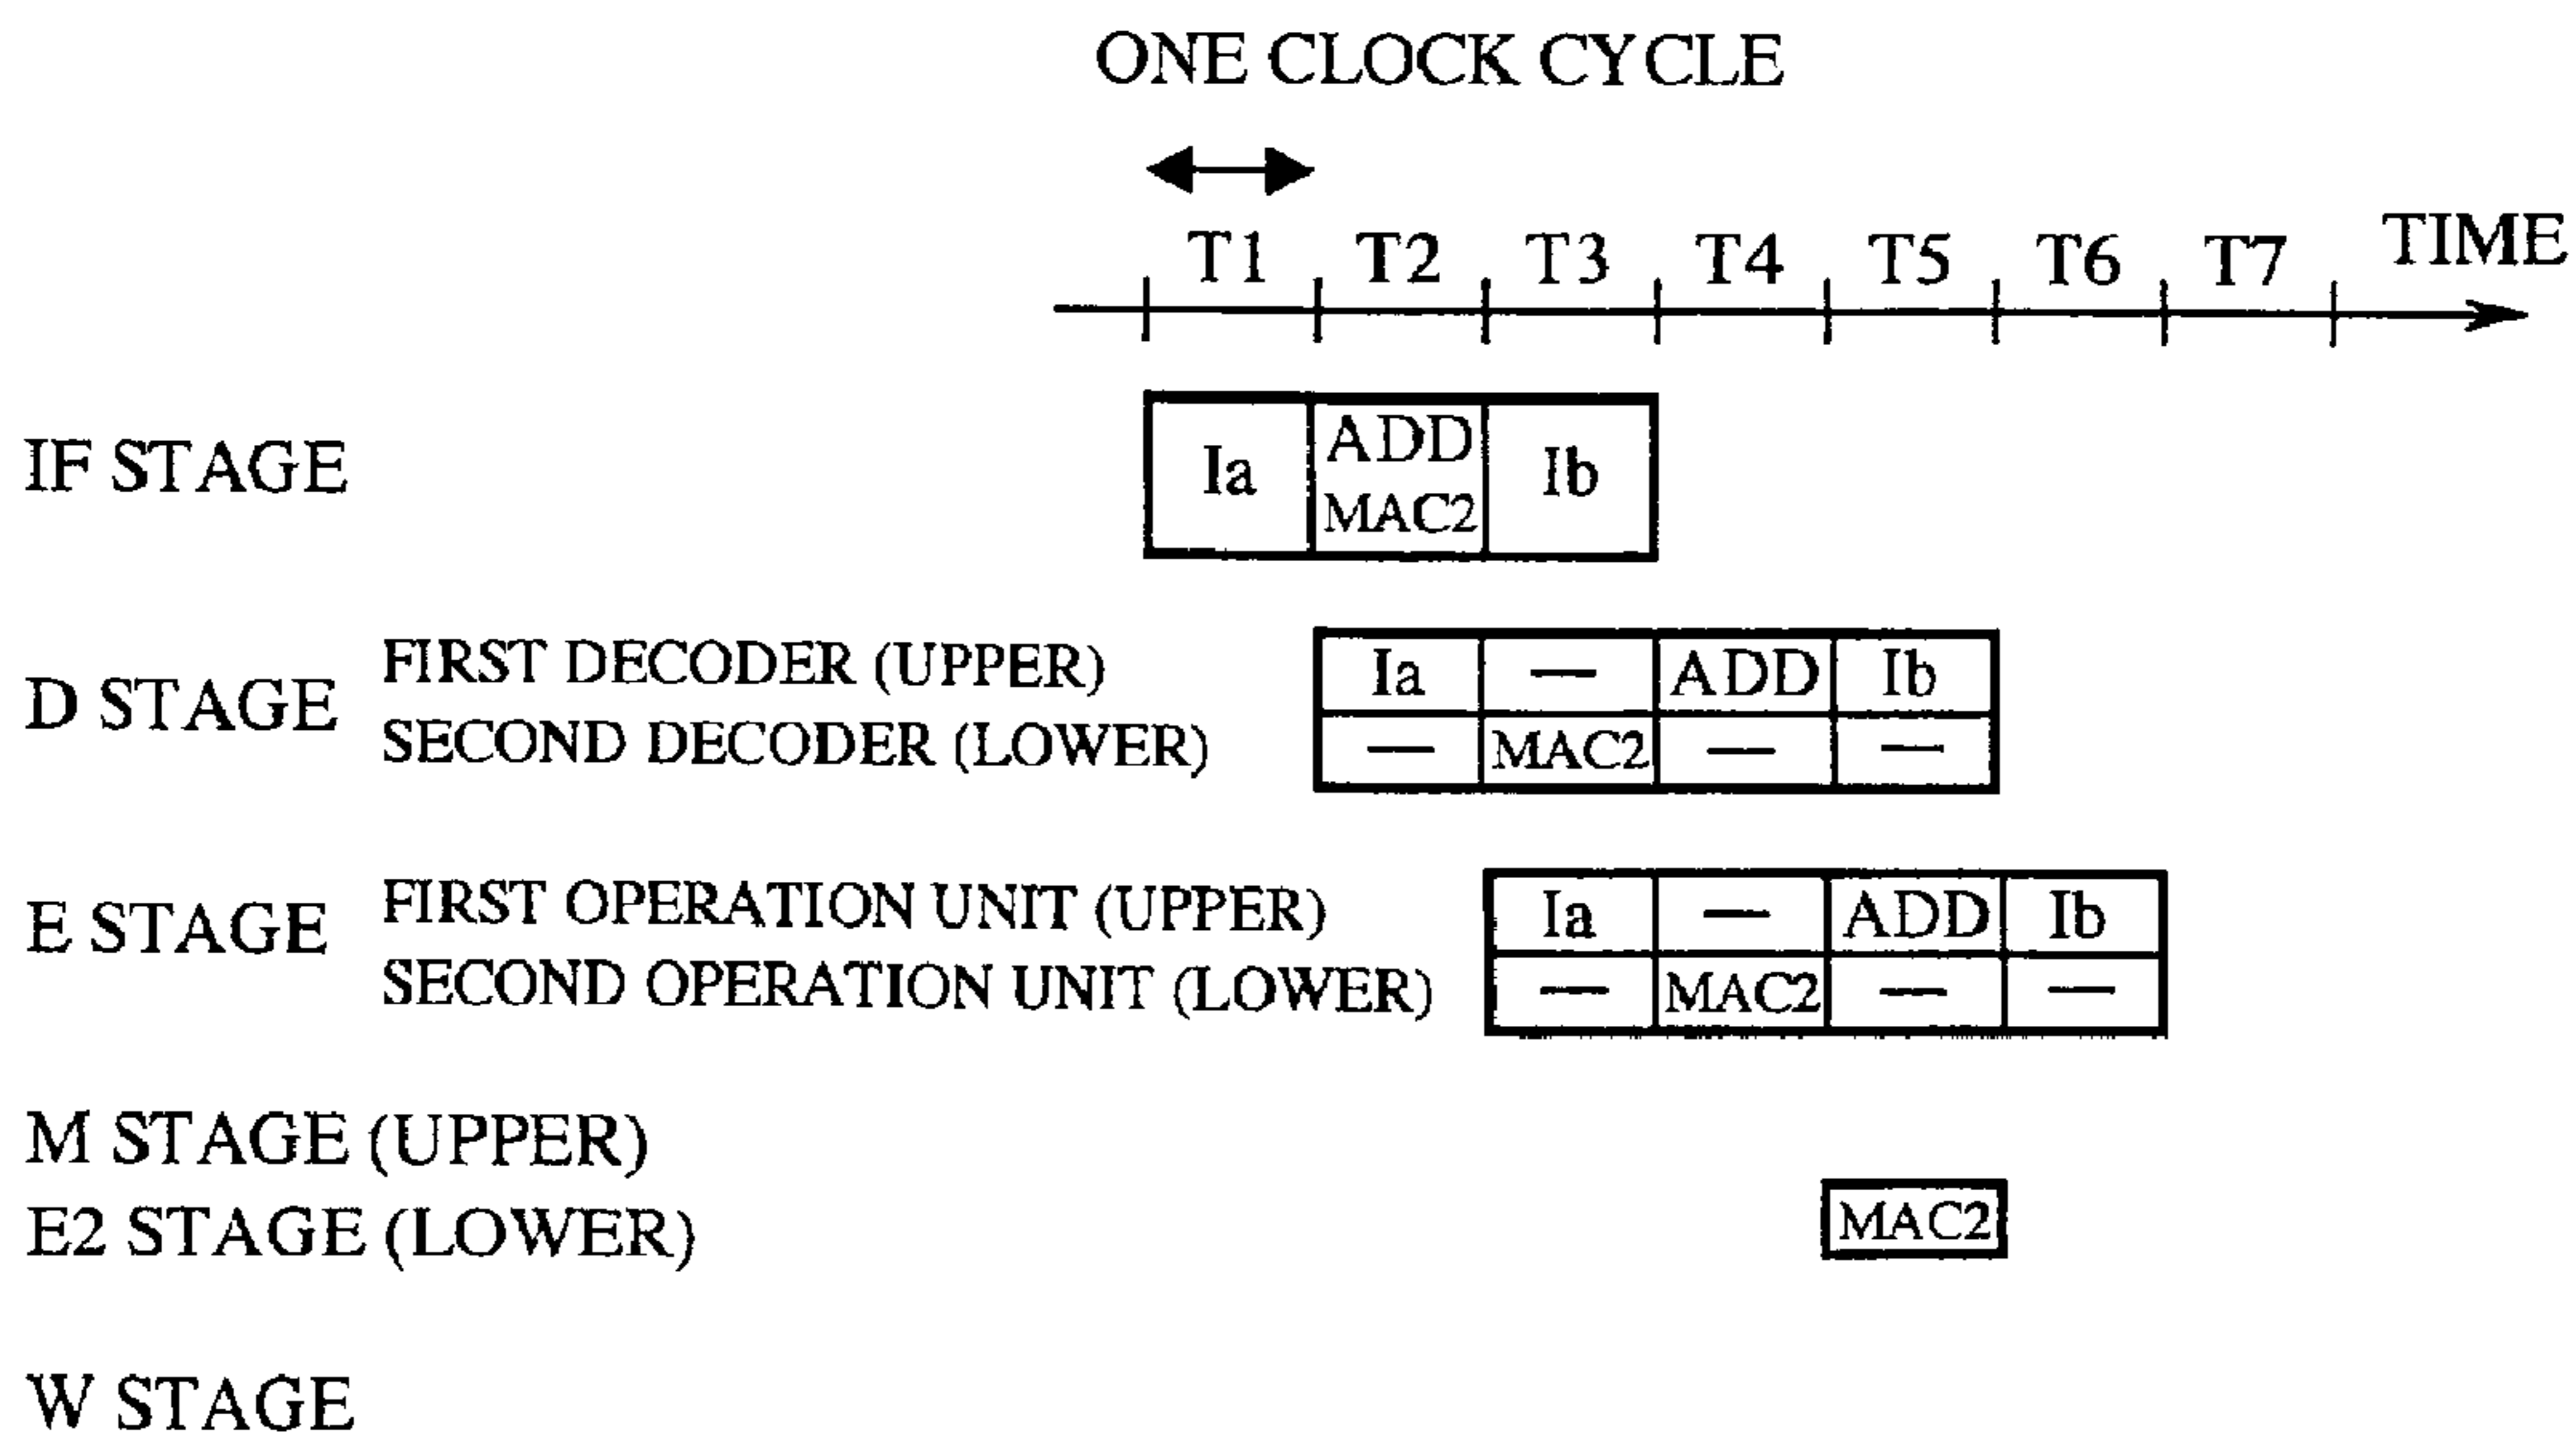 ONE CLOCK CYCLE
T1 T2 T3 T4 T5 T6 T7 TIME
IF STAGE
Ia ADD MAC2 Ib
D STAGE
FIRST DECODER (UPPER) Ia — ADD Ib
SECOND DECODER (LOWER) — MAC2 — —
E STAGE
FIRST OPERATION UNIT (UPPER) Ia — ADD Ib
SECOND OPERATION UNIT (LOWER) — MAC2 — —
M STAGE (UPPER)
E2 STAGE (LOWER) MAC2
W STAGE